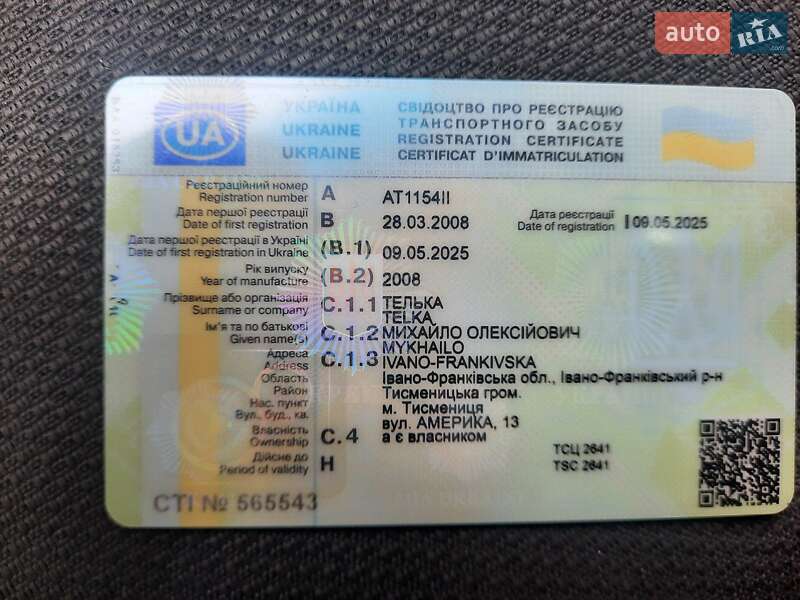 auto RIA .com
УКРАЇНА СВІДОЦТВО ПРО РЕЄСТРАЦІЮ
UA UKRAINE ТРАНСПОРТНОГО ЗАСОБУ
REGISTRATION CERTIFICATE
UKRAINE CERTIFICAT D'IMMATRICULATION
Реєстраційний номер
Registration number A AT1154II
Дата першої реєстрації
Date of first registration B 28.03.2008
Дата реєстрації
Date of registration I 09.05.2025
Дата першої реєстрації в Україні
Date of first registration in Ukraine (B.1) 09.05.2025
Рік випуску
Year of manufacture (B.2) 2008
Прізвище або організація
Surname or company C.1.1 ТЕЛЬКА
TELKA
Ім'я та по батькові
Given name(s) C.1.2 МИХАЙЛО ОЛЕКСІЙОВИЧ
MYKHAILO
Адреса
Address C.1.3 IVANO-FRANKIVSKA
Область Івано-Франківська обл., Івано-Франківський р-н
Район Тисменицька гром.
Нас. пункт м. Тисмениця
Вул., буд., кв. вул. АМЕРИКА, 13
Власність
Ownership C.4 а є власником
Дійсне до
Period of validity H
ТСЦ 2641
TSC 2641
СТІ № 565543